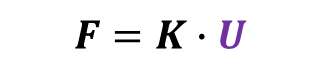 F = K · U